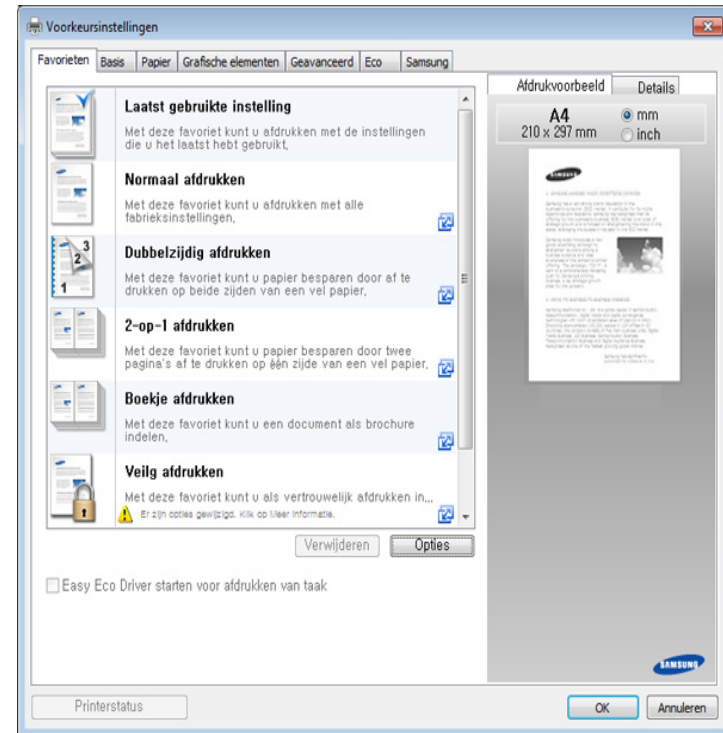 Voorkeursinstellingen
Favorieten Basis Papier Grafische elementen Geavanceerd Eco Samsung
Laatst gebruikte instelling
Met deze favoriet kunt u afdrukken met de instellingen
die u het laatst hebt gebruikt,
Normaal afdrukken
Met deze favoriet kunt u afdrukken met alle
fabrieksinstellingen,
Dubbelzijdig afdrukken
Met deze favoriet kunt u papier besparen door af te
drukken op beide zijden van een vel papier,
2-op-1 afdrukken
Met deze favoriet kunt u papier besparen door twee
pagina's af te drukken op één zijde van een vel papier,
Boekje afdrukken
Met deze favoriet kunt u een document als brochure
indelen,
Veilg afdrukken
Met deze favoriet kunt u als vertrouwelijk afdrukken in,,,
Er zijn opties gewijzigd. Klik op Meer informatie.
Verwijderen Opties
Easy Eco Driver starten voor afdrukken van taak
Afdrukvoorbeeld Details
A4 mm
210 x 297 mm inch
SAMSUNG
SAMSUNG
Printerstatus OK Annuleren